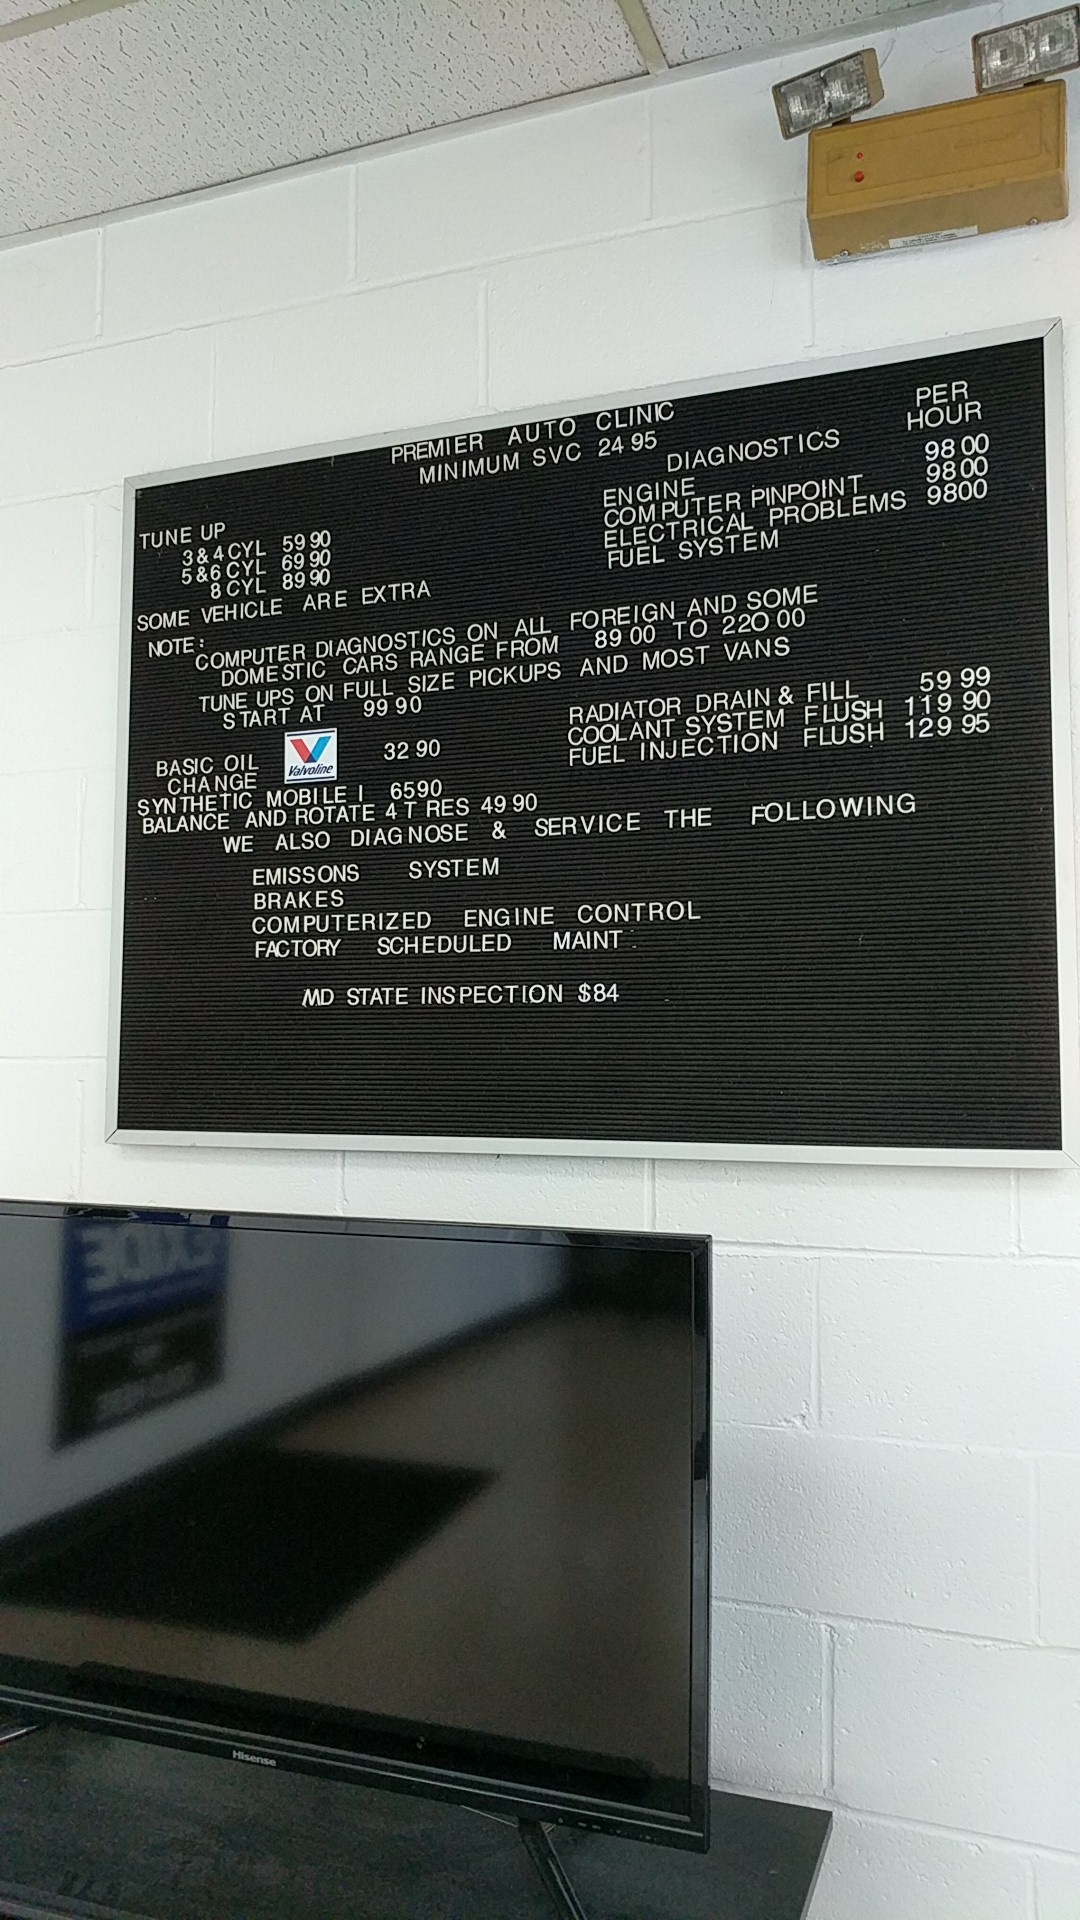 PREMIER AUTO CLINIC
MINIMUM SVC 24 95
TUNE UP
3 & 4 CYL 59 90
5 & 6 CYL 69 90
8 CYL 89 90
SOME VEHICLE ARE EXTRA
DIAGNOSTICS PER HOUR
ENGINE 98 00
COMPUTER PINPOINT 98 00
ELECTRICAL PROBLEMS 9800
FUEL SYSTEM
NOTE:
COMPUTER DIAGNOSTICS ON ALL FOREIGN AND SOME
DOMESTIC CARS RANGE FROM 89 00 TO 220 00
TUNE UPS ON FULL SIZE PICKUPS AND MOST VANS
START AT 99 90
RADIATOR DRAIN & FILL 59 99
COOLANT SYSTEM FLUSH 119 90
FUEL INJECTION FLUSH 129 95
BASIC OIL
CHANGE
Valvoline
32 90
SYNTHETIC MOBILE I 6590
BALANCE AND ROTATE 4 T RES 49 90
WE ALSO DIAGNOSE & SERVICE THE FOLLOWING
EMISSONS SYSTEM
BRAKES
COMPUTERIZED ENGINE CONTROL
FACTORY SCHEDULED MAINT
MD STATE INSPECTION $84
EXIDE
Hisense